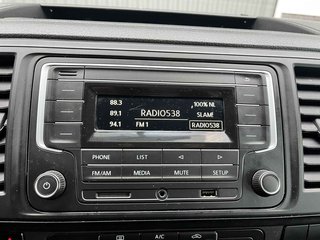 88.3 100% NL
89.1 RADIO538 SLAM!
94.1 FM 1 RADIO538
PHONE LIST
FM/AM MEDIA MUTE SETUP
A/C